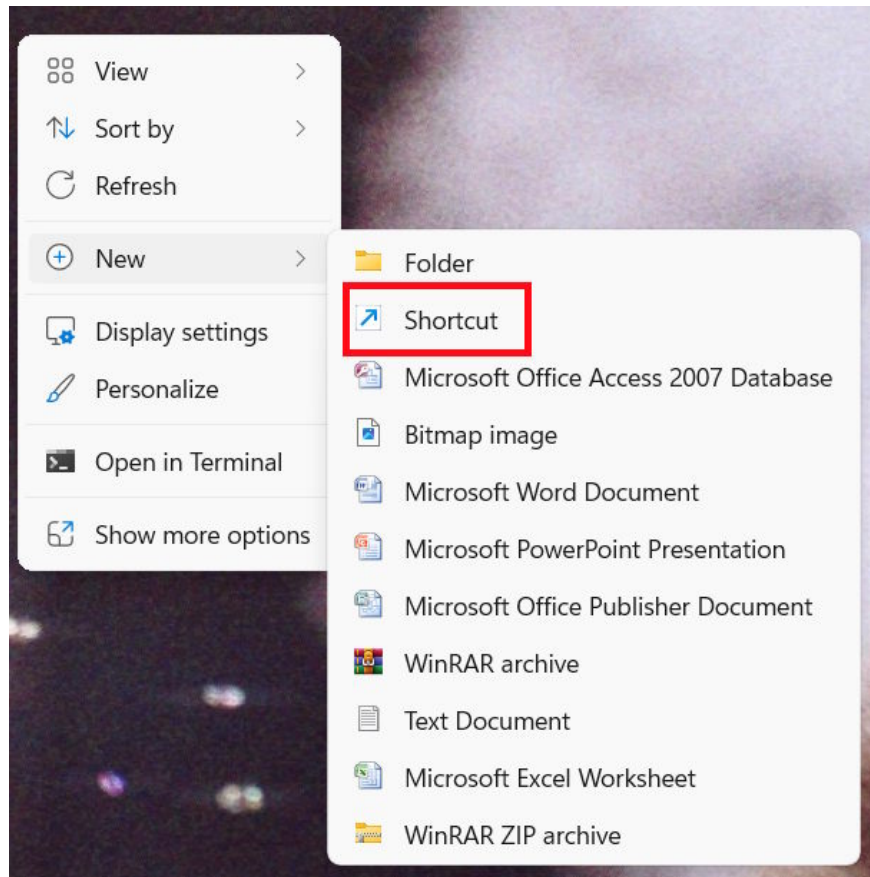 View
Sort by
Refresh
New
Display settings
Personalize
Open in Terminal
Show more options
Folder
Shortcut
Microsoft Office Access 2007 Database
Bitmap image
Microsoft Word Document
Microsoft PowerPoint Presentation
Microsoft Office Publisher Document
WinRAR archive
Text Document
Microsoft Excel Worksheet
WinRAR ZIP archive